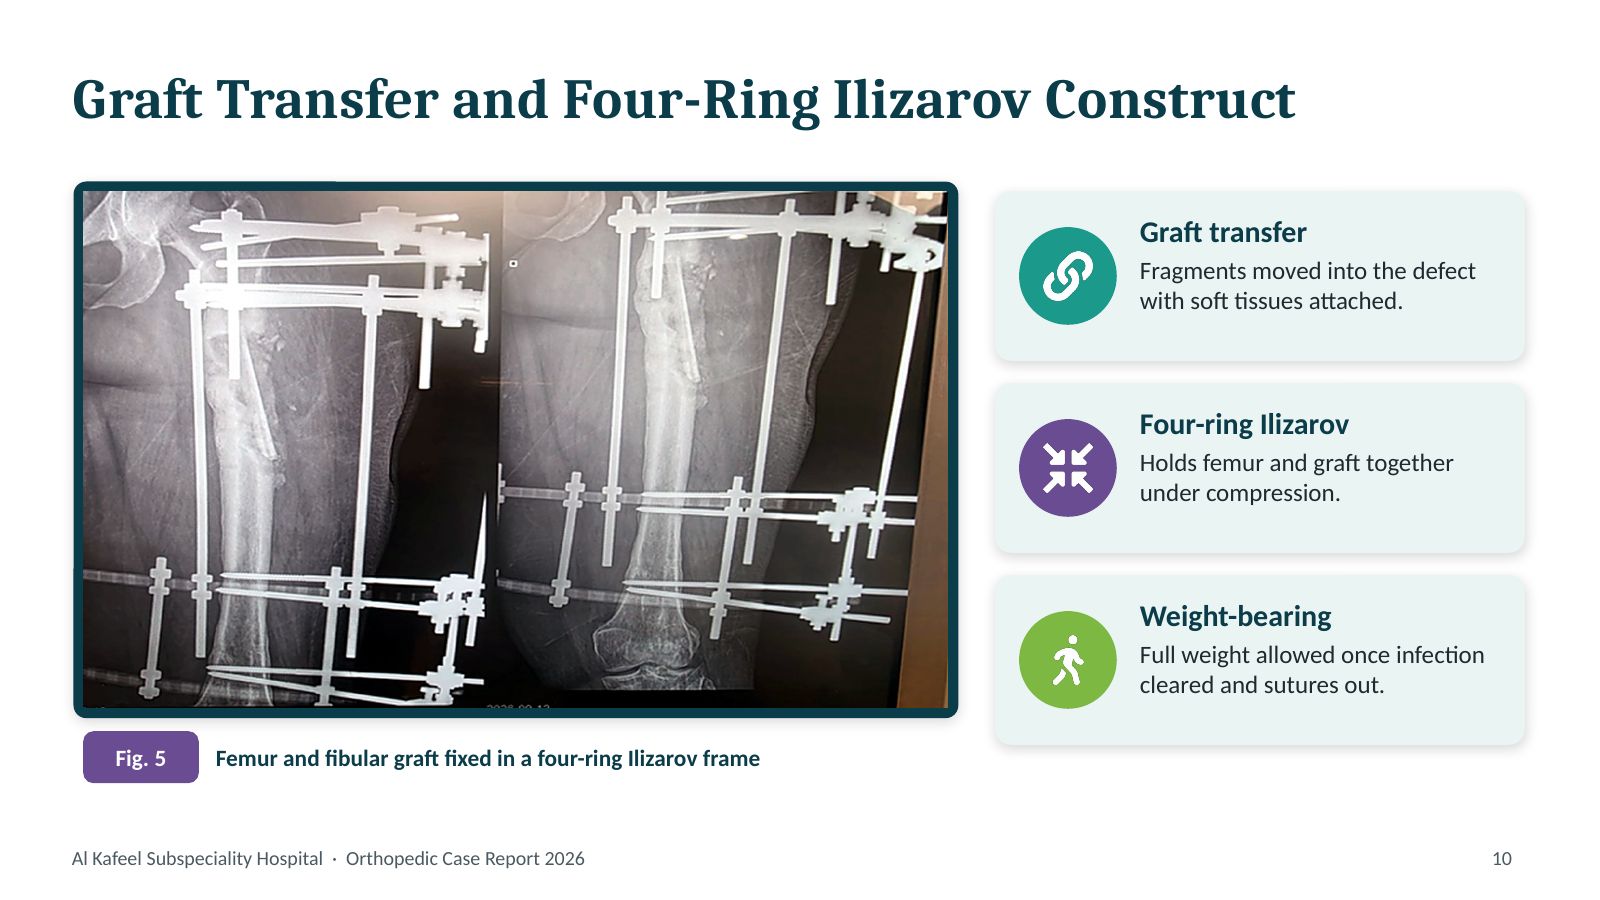 Graft Transfer and Four-Ring Ilizarov Construct
Graft transfer
Fragments moved into the defect
with soft tissues attached.
Four-ring Ilizarov
Holds femur and graft together
under compression.
Weight-bearing
Full weight allowed once infection
cleared and sutures out.
Fig. 5
Femur and fibular graft fixed in a four-ring Ilizarov frame
Al Kafeel Subspeciality Hospital · Orthopedic Case Report 2026
10